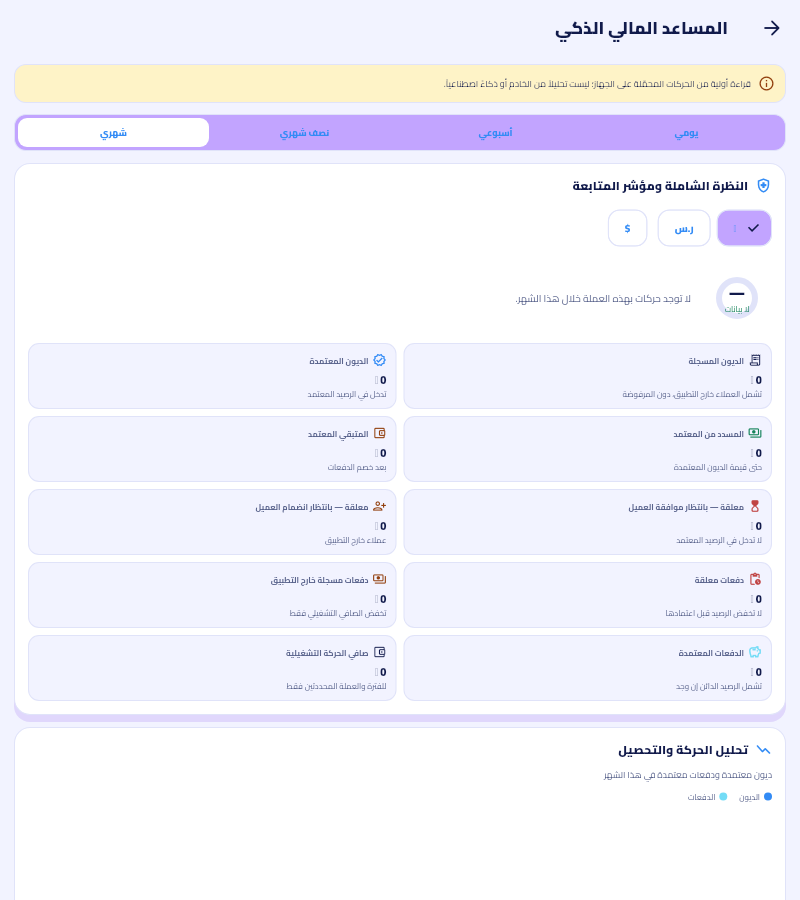 المساعد المالي الذكي
قراءة أولية من الحركات المحمّلة على الجهاز؛ ليست تحليلاً من الخادم أو ذكاءً اصطناعياً.
يومي
أسبوعي
نصف شهري
شهري
النظرة الشاملة ومؤشر المتابعة
ر.س
$
—
لا بيانات
لا توجد حركات بهذه العملة خلال هذا الشهر.
الديون المسجلة
0
تشمل العملاء خارج التطبيق، دون المرفوضة
الديون المعتمدة
0
تدخل في الرصيد المعتمد
المسدد من المعتمد
0
حتى قيمة الديون المعتمدة
المتبقي المعتمد
0
بعد خصم الدفعات
معلقة — بانتظار موافقة العميل
0
لا تدخل في الرصيد المعتمد
معلقة — بانتظار انضمام العميل
0
عملاء خارج التطبيق
دفعات معلقة
0
لا تخفض الرصيد قبل اعتمادها
دفعات مسجلة خارج التطبيق
0
تخفض الصافي التشغيلي فقط
الدفعات المعتمدة
0
تشمل الرصيد الدائن إن وجد
صافي الحركة التشغيلية
0
للفترة والعملة المحددتين فقط
تحليل الحركة والتحصيل
ديون معتمدة ودفعات معتمدة في هذا الشهر
الديون
الدفعات